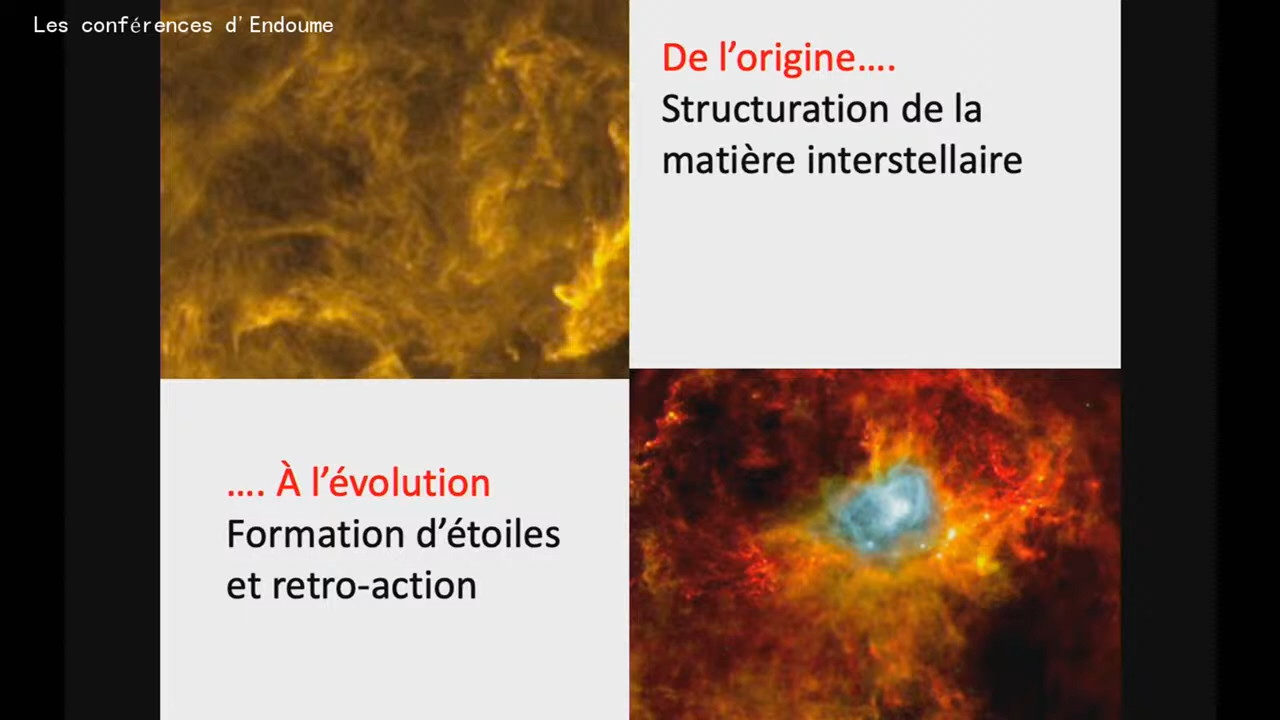 Les conférences d'Endoume
De l’origine….
Structuration de la
matière interstellaire
…. À l’évolution
Formation d’étoiles
et retro-action